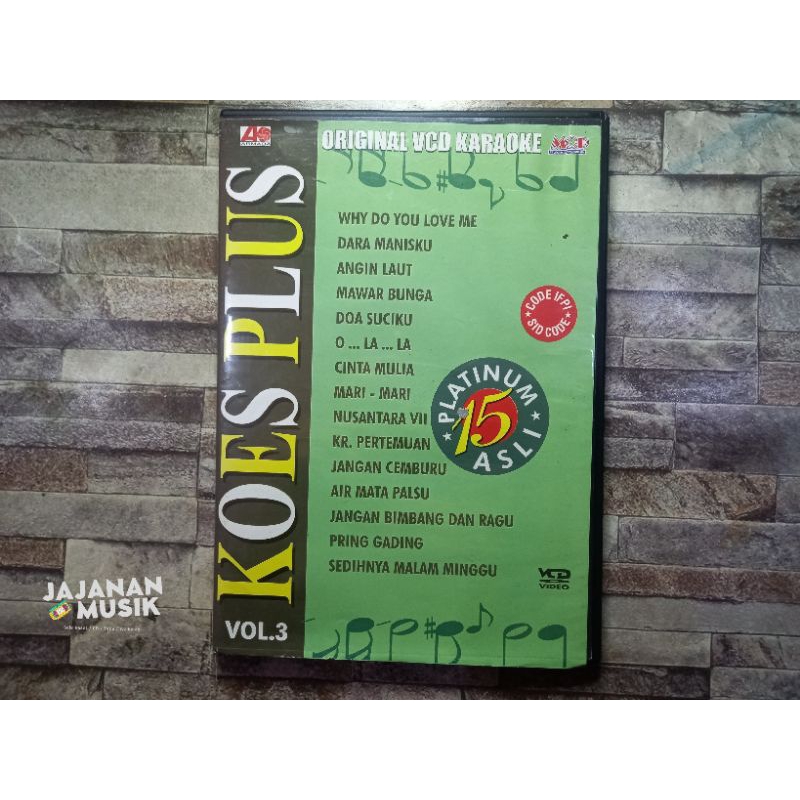 AS
ORIGINAL VCD KARAOKE
KOES PLUS
WHY DO YOU LOVE ME
DARA MANISKU
ANGIN LAUT
MAWAR BUNGA
DOA SUCIKU
O ... LA ... LA
CINTA MULIA
MARI - MARI
NUSANTARA VII
KR. PERTEMUAN
JANGAN CEMBURU
AIR MATA PALSU
JANGAN BIMBANG DAN RAGU
PRING GADING
SEDIHNYA MALAM MINGGU
CODE IFPI
SID CODE
PLATINUM
15
ASLI
VCD
VIDEO
VOL.3
JAJANAN
MUSIK